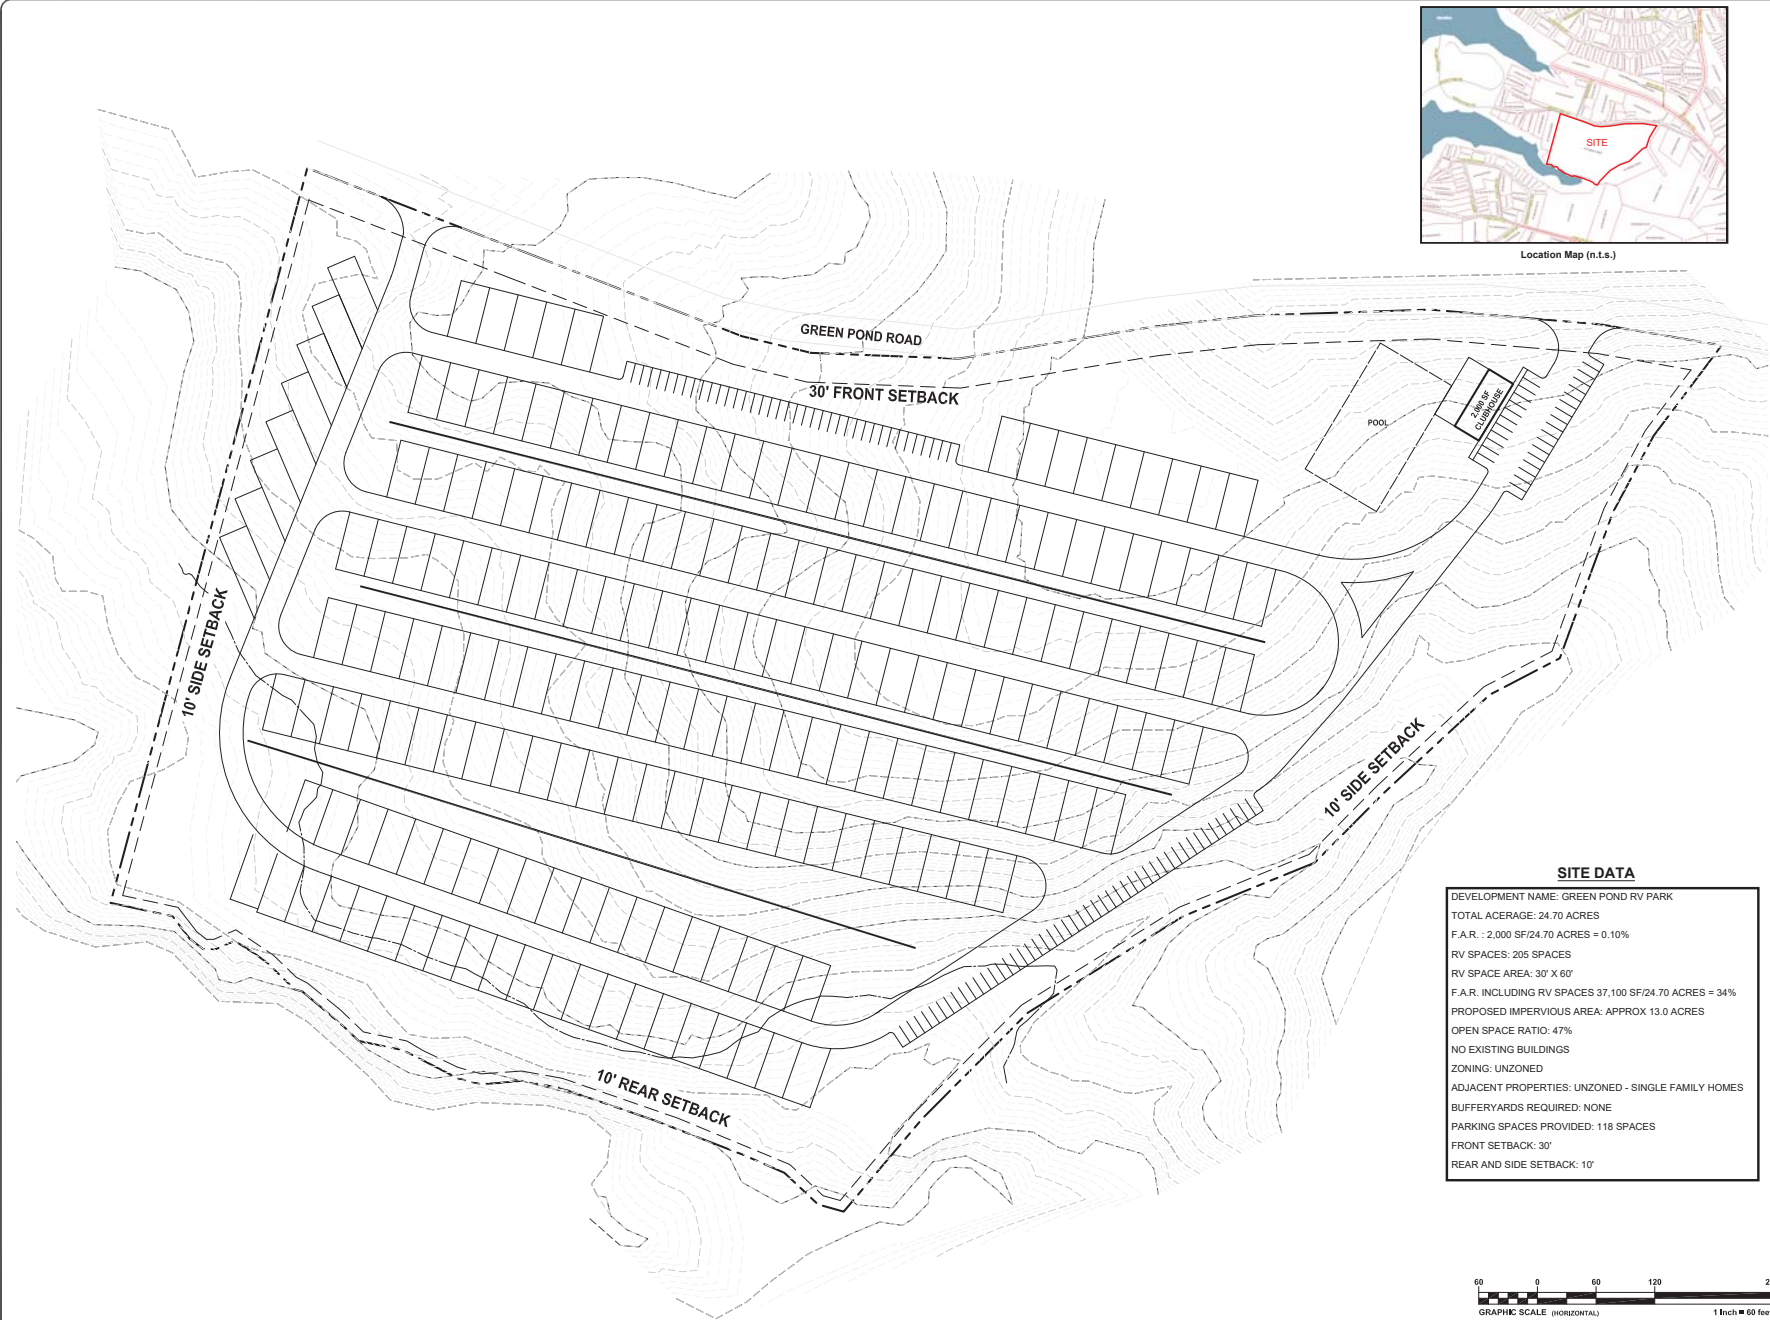 SITE
Location Map (n.t.s.)
GREEN POND ROAD
30' FRONT SETBACK
POOL
2,000 SF
CLUBHOUSE
10' SIDE SETBACK
10' SIDE SETBACK
10' REAR SETBACK
SITE DATA
DEVELOPMENT NAME: GREEN POND RV PARK
TOTAL ACERAGE: 24.70 ACRES
F.A.R. : 2,000 SF/24.70 ACRES = 0.10%
RV SPACES: 205 SPACES
RV SPACE AREA: 30' X 60'
F.A.R. INCLUDING RV SPACES 37,100 SF/24.70 ACRES = 34%
PROPOSED IMPERVIOUS AREA: APPROX 13.0 ACRES
OPEN SPACE RATIO: 47%
NO EXISTING BUILDINGS
ZONING: UNZONED
ADJACENT PROPERTIES: UNZONED - SINGLE FAMILY HOMES
BUFFERYARDS REQUIRED: NONE
PARKING SPACES PROVIDED: 118 SPACES
FRONT SETBACK: 30'
REAR AND SIDE SETBACK: 10'
60 0 60 120 2
GRAPHIC SCALE (HORIZONTAL) 1 Inch = 60 fee